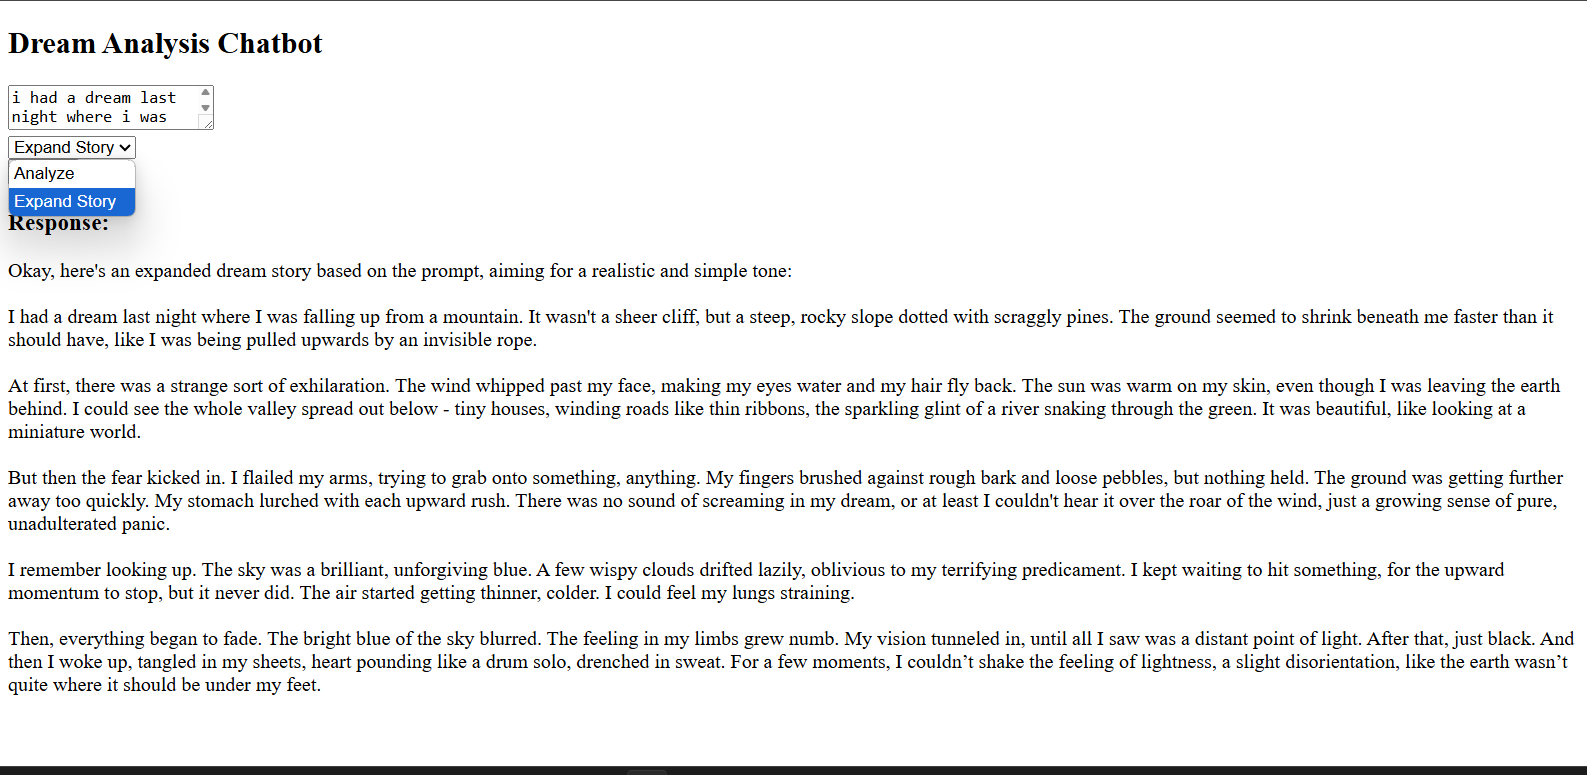 Dream Analysis Chatbot
i had a dream last
night where i was
Expand Story
Analyze
Expand Story
Response:
Okay, here's an expanded dream story based on the prompt, aiming for a realistic and simple tone:
I had a dream last night where I was falling up from a mountain. It wasn't a sheer cliff, but a steep, rocky slope dotted with scraggly pines. The ground seemed to shrink beneath me faster than it
should have, like I was being pulled upwards by an invisible rope.
At first, there was a strange sort of exhilaration. The wind whipped past my face, making my eyes water and my hair fly back. The sun was warm on my skin, even though I was leaving the earth
behind. I could see the whole valley spread out below - tiny houses, winding roads like thin ribbons, the sparkling glint of a river snaking through the green. It was beautiful, like looking at a
miniature world.
But then the fear kicked in. I flailed my arms, trying to grab onto something, anything. My fingers brushed against rough bark and loose pebbles, but nothing held. The ground was getting further
away too quickly. My stomach lurched with each upward rush. There was no sound of screaming in my dream, or at least I couldn't hear it over the roar of the wind, just a growing sense of pure,
unadulterated panic.
I remember looking up. The sky was a brilliant, unforgiving blue. A few wispy clouds drifted lazily, oblivious to my terrifying predicament. I kept waiting to hit something, for the upward
momentum to stop, but it never did. The air started getting thinner, colder. I could feel my lungs straining.
Then, everything began to fade. The bright blue of the sky blurred. The feeling in my limbs grew numb. My vision tunneled in, until all I saw was a distant point of light. After that, just black. And
then I woke up, tangled in my sheets, heart pounding like a drum solo, drenched in sweat. For a few moments, I couldn’t shake the feeling of lightness, a slight disorientation, like the earth wasn’t
quite where it should be under my feet.